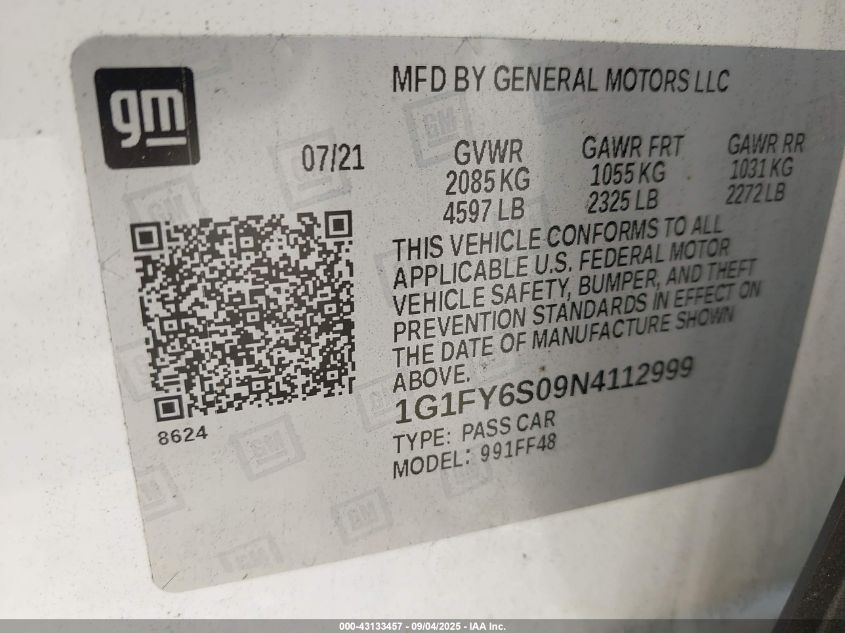 gm
MFD BY GENERAL MOTORS LLC
07/21
GVWR
2085 KG
4597 LB
GAWR FRT
1055 KG
2325 LB
GAWR RR
1031 KG
2272 LB
THIS VEHICLE CONFORMS TO ALL
APPLICABLE U.S. FEDERAL MOTOR
VEHICLE SAFETY, BUMPER, AND THEFT
PREVENTION STANDARDS IN EFFECT ON
THE DATE OF MANUFACTURE SHOWN
ABOVE.
1G1FY6S09N4112999
TYPE: PASS CAR
MODEL: 991FF48
8624
000-43133457 - 09/04/2025 - IAA Inc.